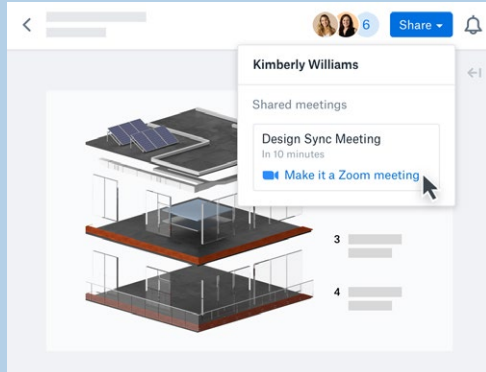 6
Share
Kimberly Williams
Shared meetings
Design Sync Meeting
In 10 minutes
Make it a Zoom meeting
3
4